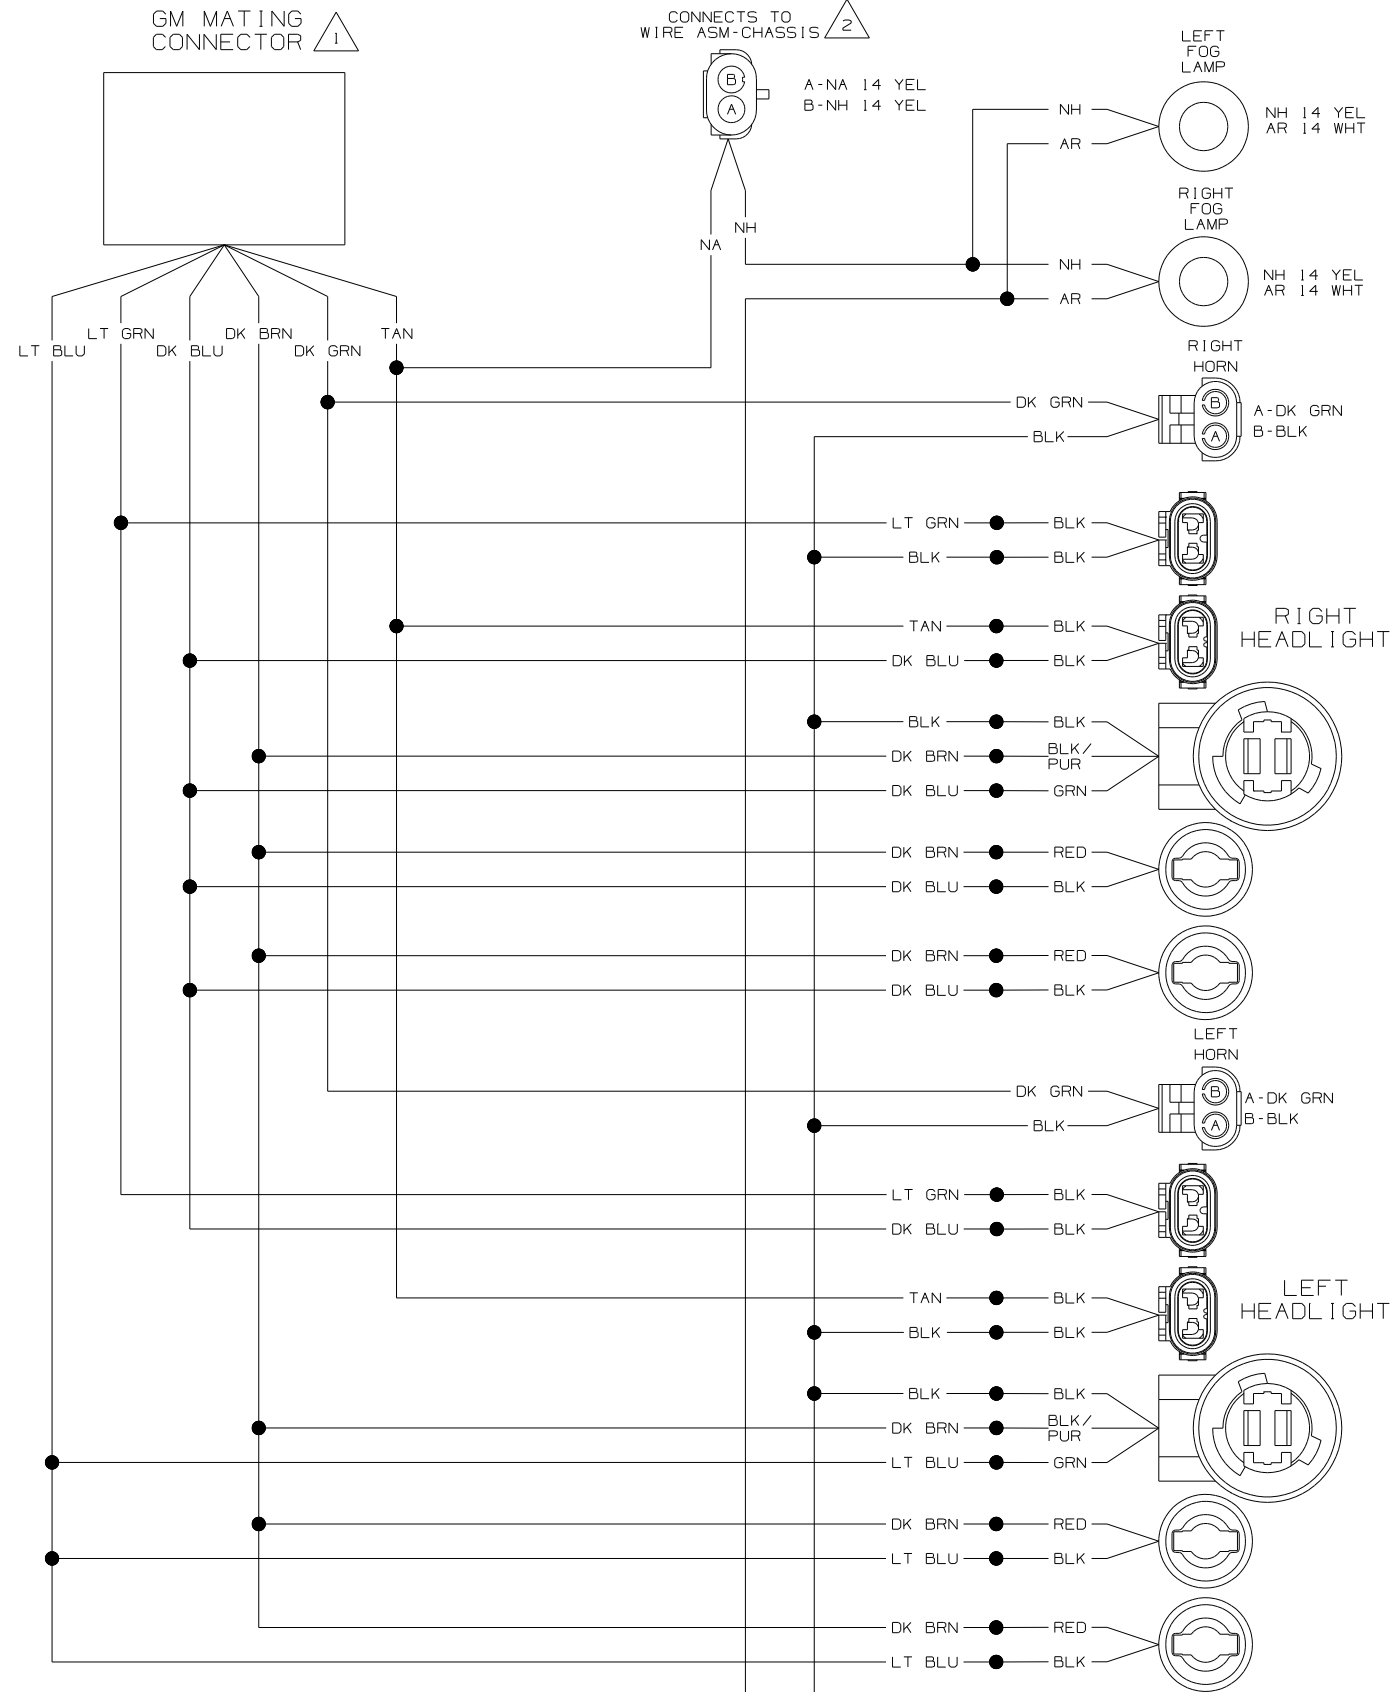 GM MATING
CONNECTOR
1
CONNECTS TO
WIRE ASM-CHASSIS
2
B
A
A-NA 14 YEL
B-NH 14 YEL
LEFT
FOG
LAMP
NH
AR
NH 14 YEL
AR 14 WHT
RIGHT
FOG
LAMP
NH
NA
NH
AR
NH 14 YEL
AR 14 WHT
LT BLU
LT GRN
DK BLU
DK BRN
DK GRN
TAN
RIGHT
HORN
DK GRN
BLK
B
A
A-DK GRN
B-BLK
LT GRN
BLK
BLK
BLK
RIGHT
HEADLIGHT
TAN
BLK
DK BLU
BLK
BLK
BLK
DK BRN
BLK/
PUR
DK BLU
GRN
DK BRN
RED
DK BLU
BLK
DK BRN
RED
DK BLU
BLK
LEFT
HORN
DK GRN
BLK
B
A
A-DK GRN
B-BLK
LT GRN
BLK
DK BLU
BLK
LEFT
HEADLIGHT
TAN
BLK
BLK
BLK
BLK
BLK
DK BRN
BLK/
PUR
LT BLU
GRN
DK BRN
RED
LT BLU
BLK
DK BRN
RED
LT BLU
BLK